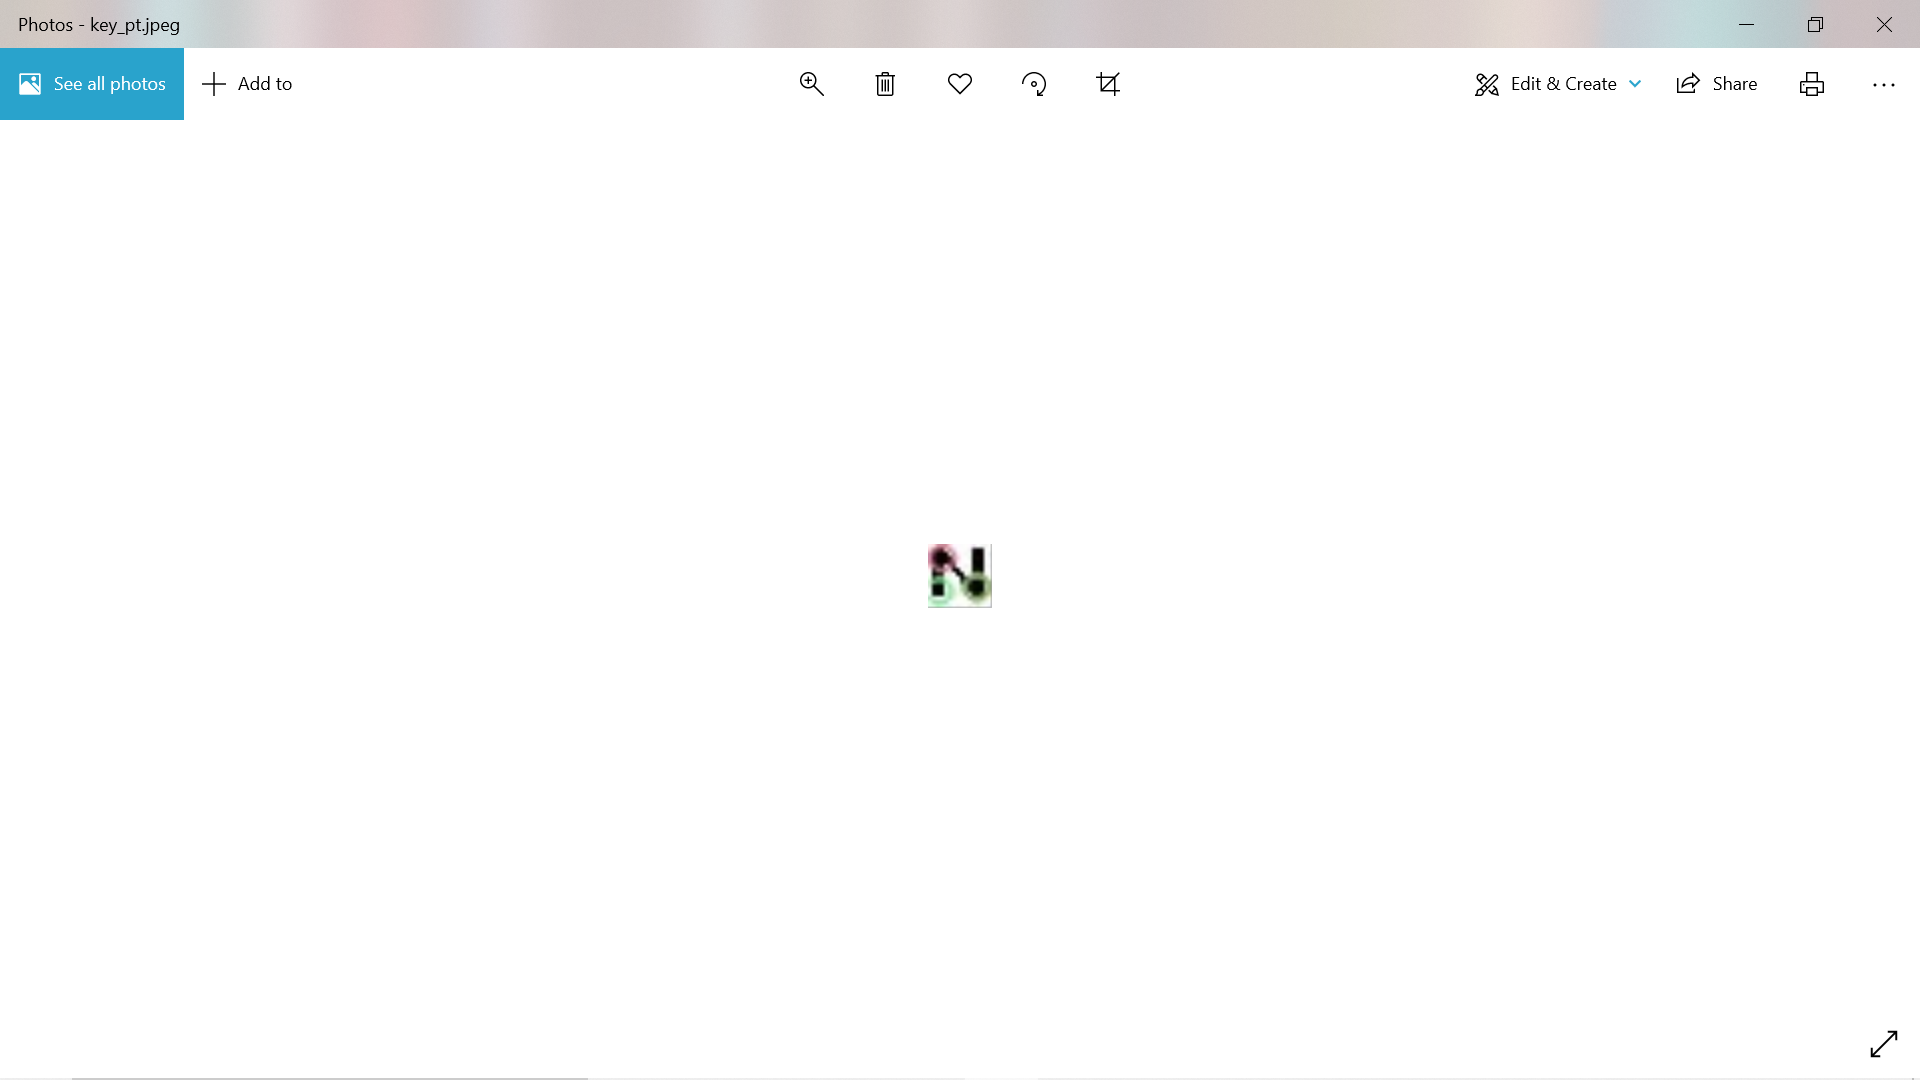 Photos - key_pt.jpeg
See all photos
Add to
Edit & Create
Share
N